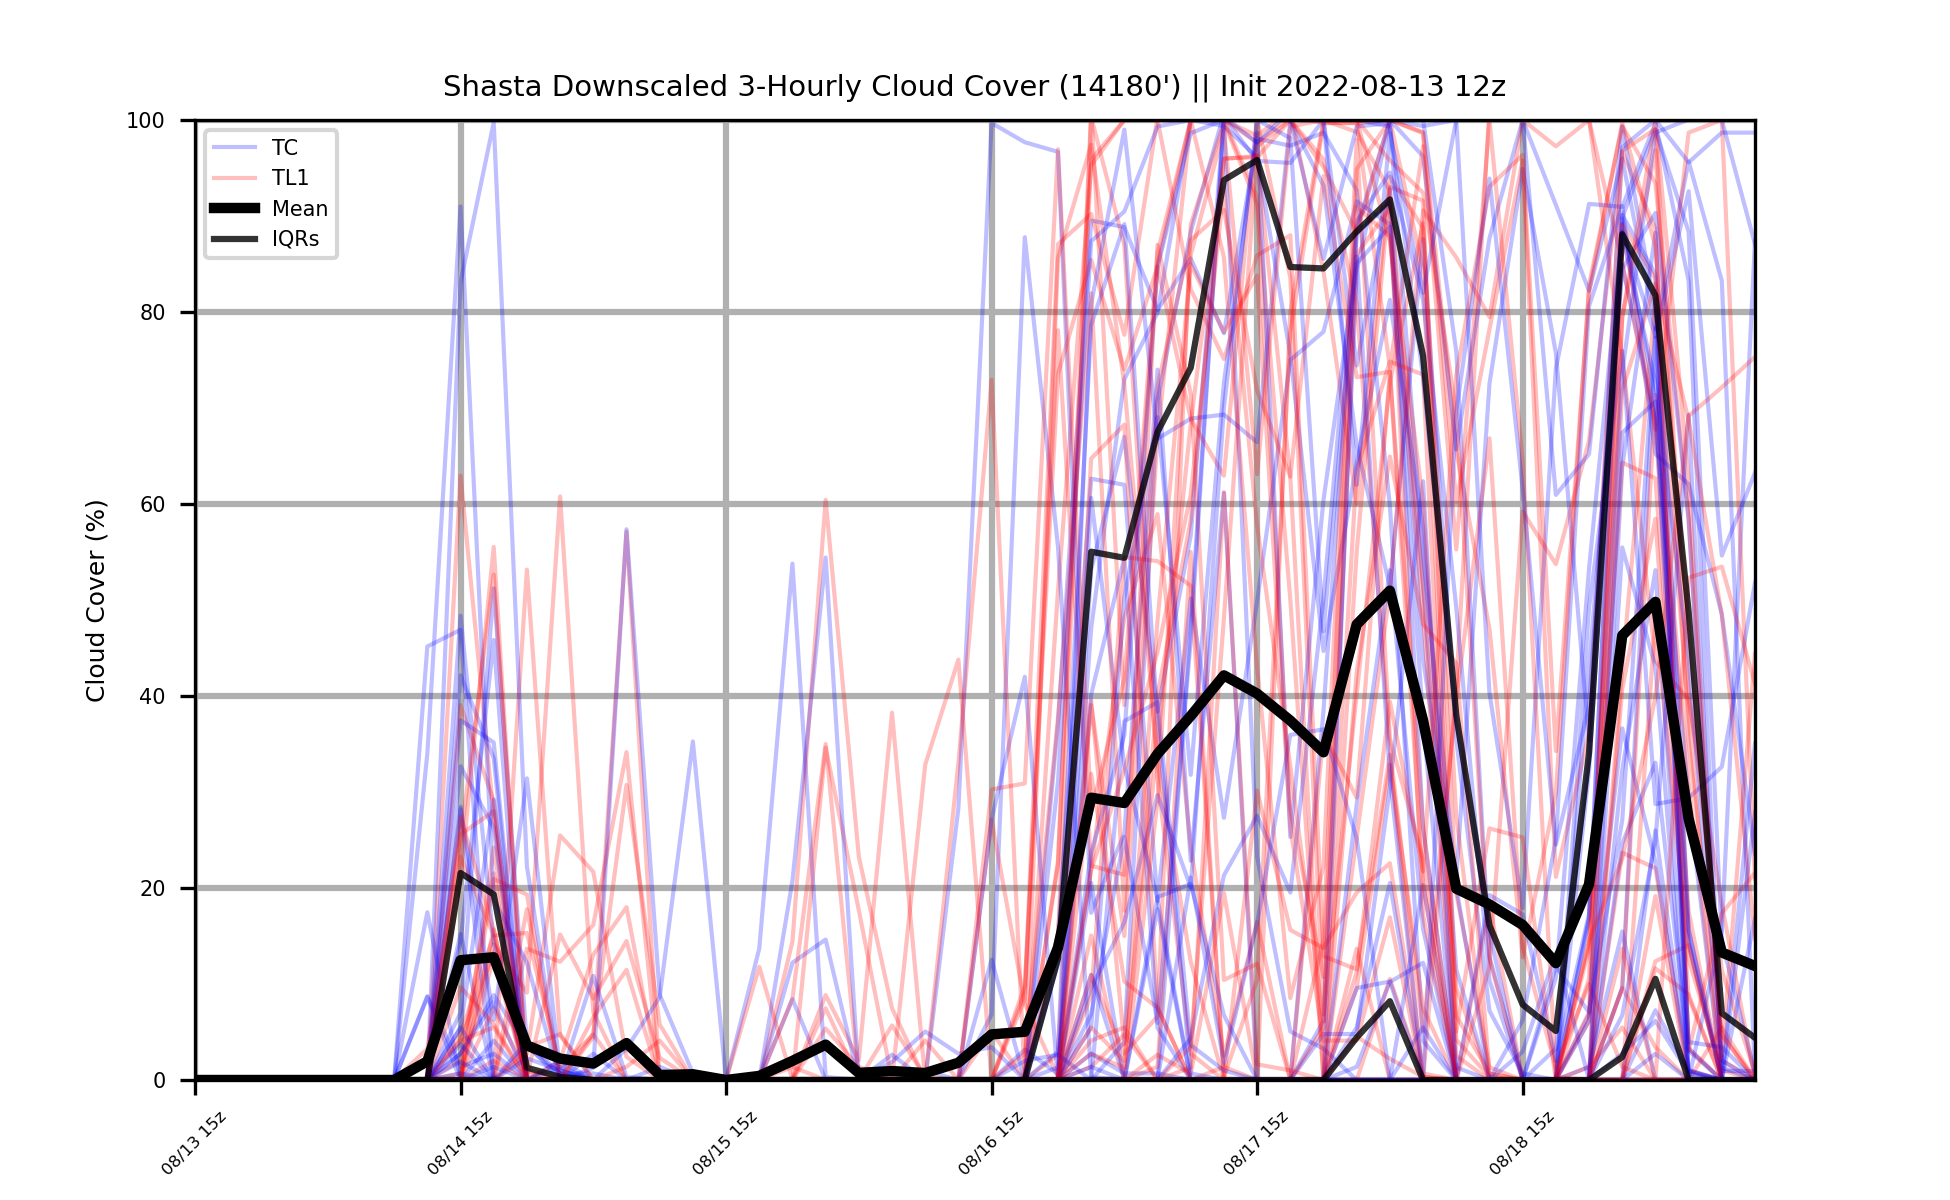 Shasta Downscaled 3-Hourly Cloud Cover (14180') || Init 2022-08-13 12z
100
80
60
40
20
0
Cloud Cover (%)
TC
TL1
Mean
IQRs
08/13 15z
08/14 15z
08/15 15z
08/16 15z
08/17 15z
08/18 15z